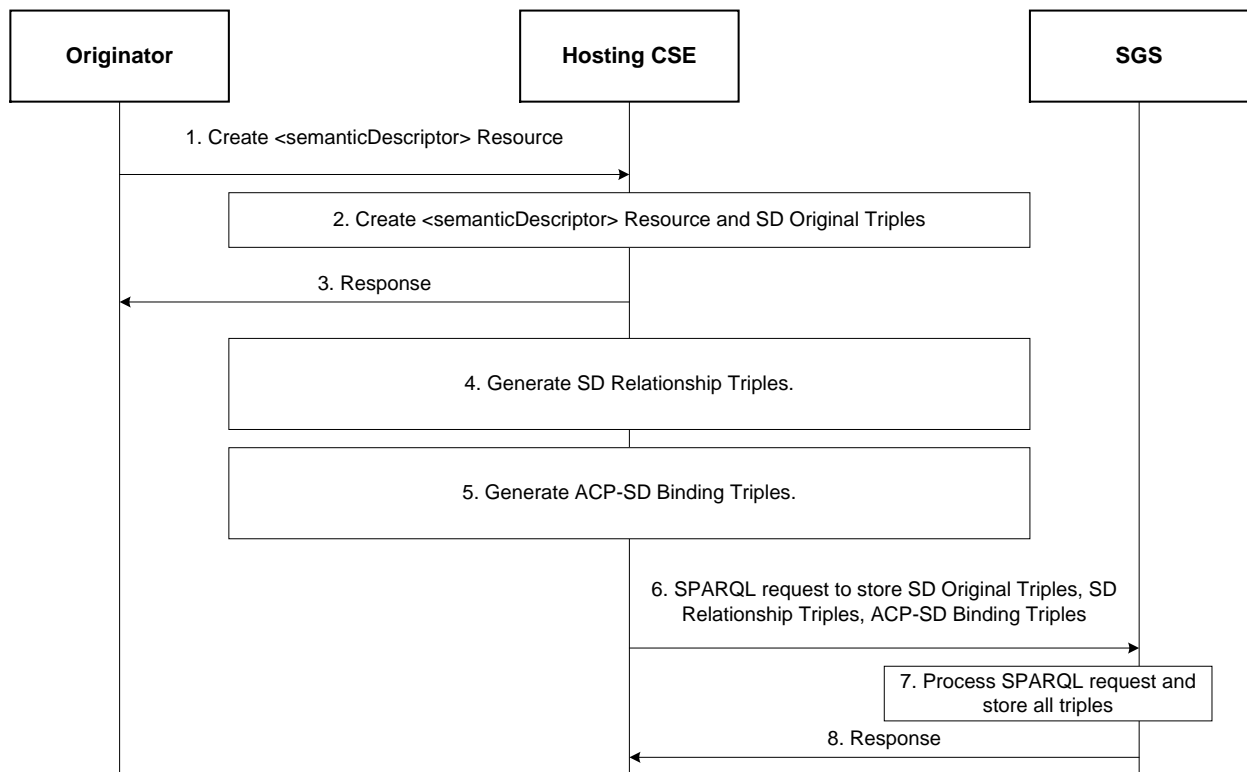 Originator
Hosting CSE
SGS
1. Create <semanticDescriptor> Resource
2. Create <semanticDescriptor> Resource and SD Original Triples
3. Response
4. Generate SD Relationship Triples.
5. Generate ACP-SD Binding Triples.
6. SPARQL request to store SD Original Triples, SD
Relationship Triples, ACP-SD Binding Triples
7. Process SPARQL request and
store all triples
8. Response